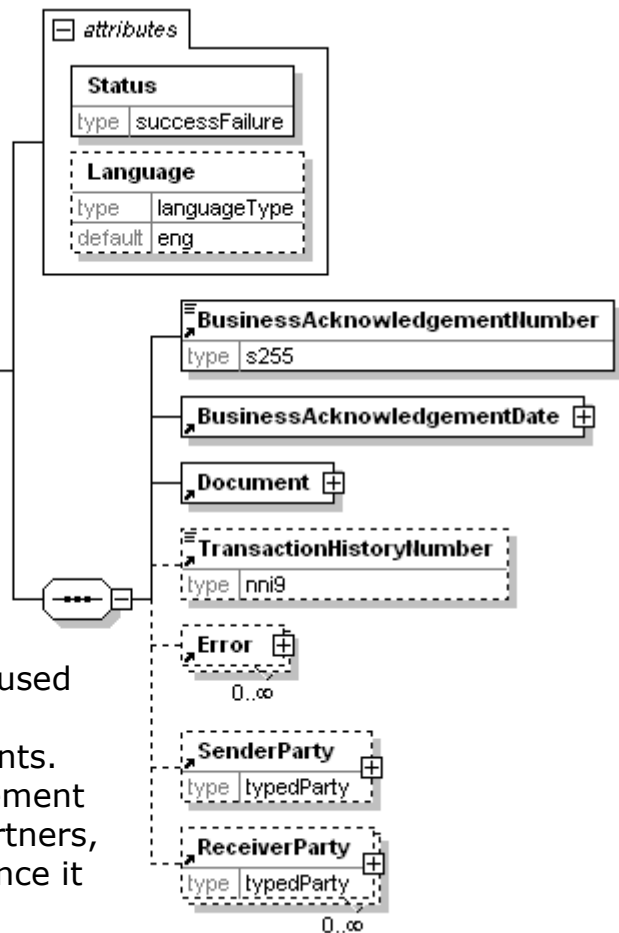 attributes
Status
type successFailure
Language
type languageType
default eng
BusinessAcknowledgementNumber
type s255
BusinessAcknowledgementDate
Document
TransactionHistoryNumber
type nni9
Error
0..∞
used
nts.
ement
rtners,
nce it
SenderParty
type typedParty
ReceiverParty
type typedParty
0..∞